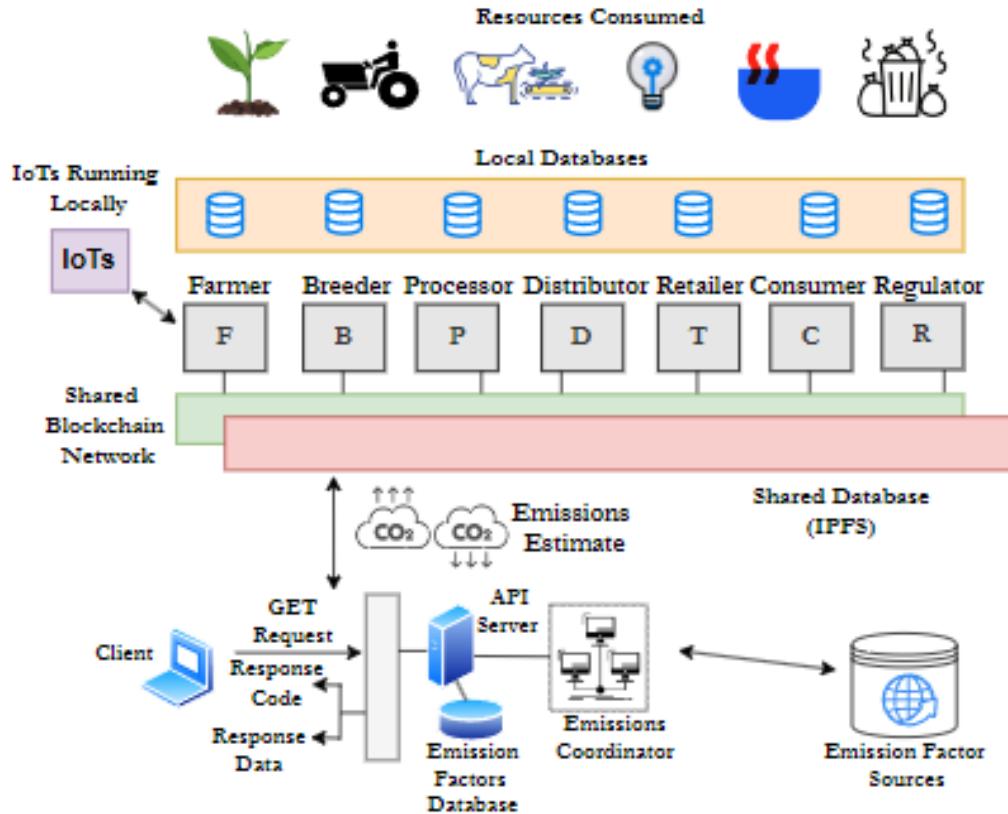 Resources Consumed
Local Databases
IoTs Running
Locally
IoTs
Farmer
Breeder
Processor
Distributor
Retailer
Consumer
Regulator
F
B
P
D
T
C
R
Shared
Blockchain
Network
Shared Database
(IPFS)
CO₂
CO₂
Emissions
Estimate
GET
Request
API
Server
Client
Response
Code
Response
Data
Emission
Factors
Database
Emissions
Coordinator
Emission Factor
Sources